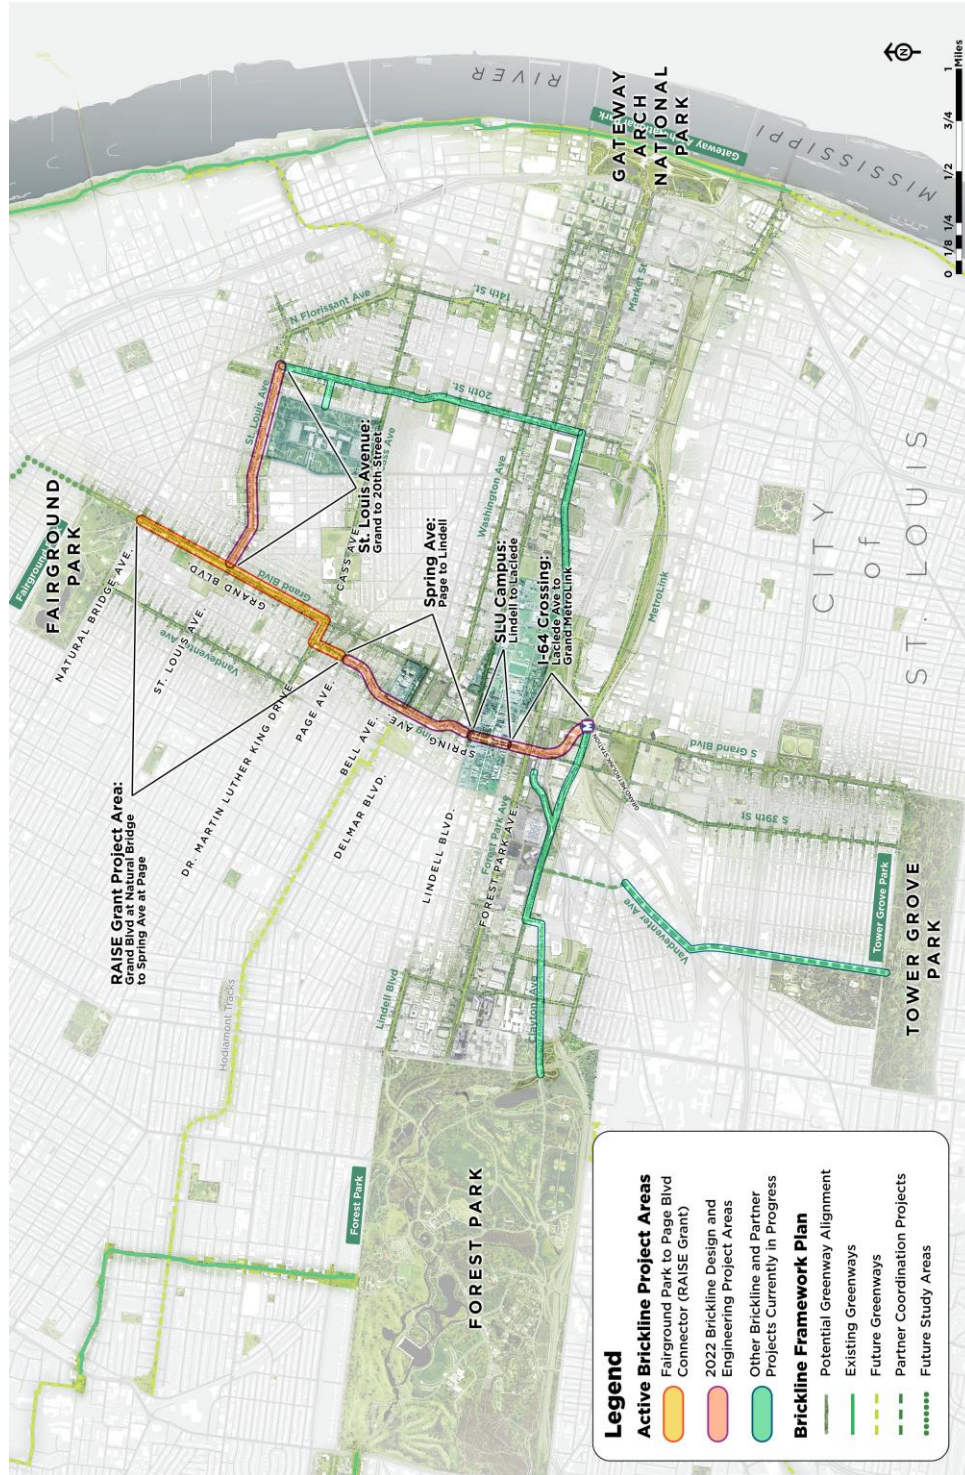 FAIRGROUND
PARK
NATURAL BRIDGE AVE.
ST. LOUIS AVE.
Vandeventer Ave
DR. MARTIN LUTHER KING DRIVE
PAGE AVE.
BELL AVE.
DELMAR BLVD.
LINDELL BLVD.
FOREST PARK AVE.
Forest Park Ave
GRAND BLVD
Grand Blvd
SPRING AVE.
CASS AVE.
St. Louis Ave
N Florissant Ave
14th St.
20th St.
Washington Ave
Market St
MetroLink
GRAND METROLINK STATION
M
S Grand Blvd
S 39th St
Vandeventer Ave
Clayton Ave
Lindell Blvd
Hodiamont Tracks
RAISE Grant Project Area:
Grand Blvd at Natural Bridge
to Spring Ave at Page
St. Louis Avenue:
Grand to 20th Street
Spring Ave:
Page to Lindell
SLU Campus:
Lindell to Laclede
I-64 Crossing:
Laclede Ave to
Grand MetroLink
GATEWAY
ARCH
NATIONAL
PARK
MISSISSIPPI
RIVER
CITY
of
ST. LOUIS
Tower Grove Park
TOWER GROVE
PARK
Forest Park
FOREST PARK
N
0 1/8 1/4 1/2 3/4 1
Miles
Legend
Active Brickline Project Areas
Fairground Park to Page Blvd
Connector (RAISE Grant)
2022 Brickline Design and
Engineering Project Areas
Other Brickline and Partner
Projects Currently in Progress
Brickline Framework Plan
Potential Greenway Alignment
Existing Greenways
Future Greenways
Partner Coordination Projects
Future Study Areas